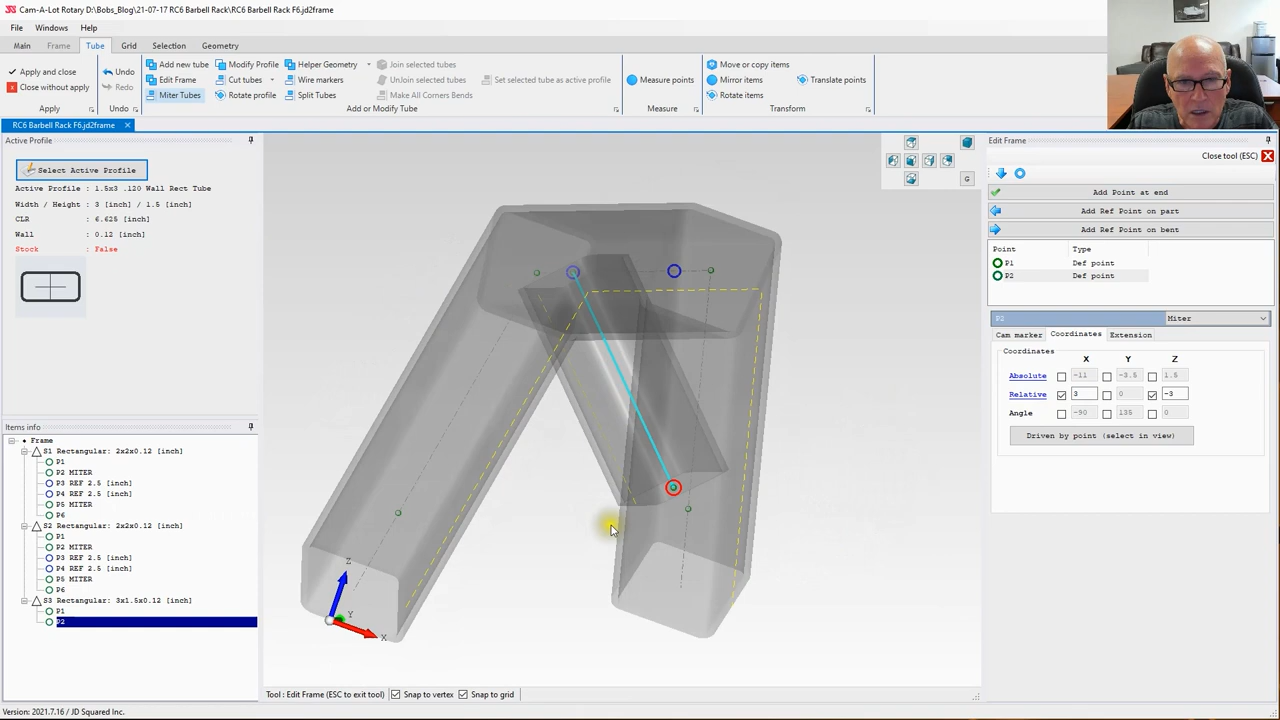 Cam-A-Lot Rotary D:\Bobs_Blog\21-07-17 RC6 Barbell Rack\RC6 Barbell Rack F6.jd2frame
File Windows Help
Main Frame Tube Grid Selection Geometry
Apply and close
Close without apply
Apply
Undo
Redo
Undo
Add new tube Modify Profile Helper Geometry Join selected tubes
Edit Frame Cut tubes Wire markers UnJoin selected tubes Set selected tube as active profile
Miter Tubes Rotate profile Split Tubes Make All Corners Bends
Add or Modify Tube
Measure points
Measure
Move or copy items
Mirror items Translate points
Rotate items
Transform
RC6 Barbell Rack F6.jd2frame
Active Profile
Select Active Profile
Active Profile : 1.5x3 .120 Wall Rect Tube
Width / Height : 3 [inch] / 1.5 [inch]
CLR : 6.625 [inch]
Wall : 0.12 [inch]
Stock : False
Items info
Frame
S1 Rectangular: 2x2x0.12 [inch]
P1
P2 MITER
P3 REF 2.5 [inch]
P4 REF 2.5 [inch]
P5 MITER
P6
S2 Rectangular: 2x2x0.12 [inch]
P1
P2 MITER
P3 REF 2.5 [inch]
P4 REF 2.5 [inch]
P5 MITER
P6
S3 Rectangular: 3x1.5x0.12 [inch]
P1
P2
G
Z
Y
X
Tool : Edit Frame (ESC to exit tool) Snap to vertex Snap to grid
Edit Frame
Close tool (ESC)
Add Point at end
Add Ref Point on part
Add Ref Point on bent
Point Type
P1 Def point
P2 Def point
P2 Miter
Cam marker Coordinates Extension
Coordinates
X Y Z
Absolute -11 -3.5 1.5
Relative 3 0 -3
Angle -90 135 0
Driven by point (select in view)
Version: 2021.7.16 / JD Squared Inc.